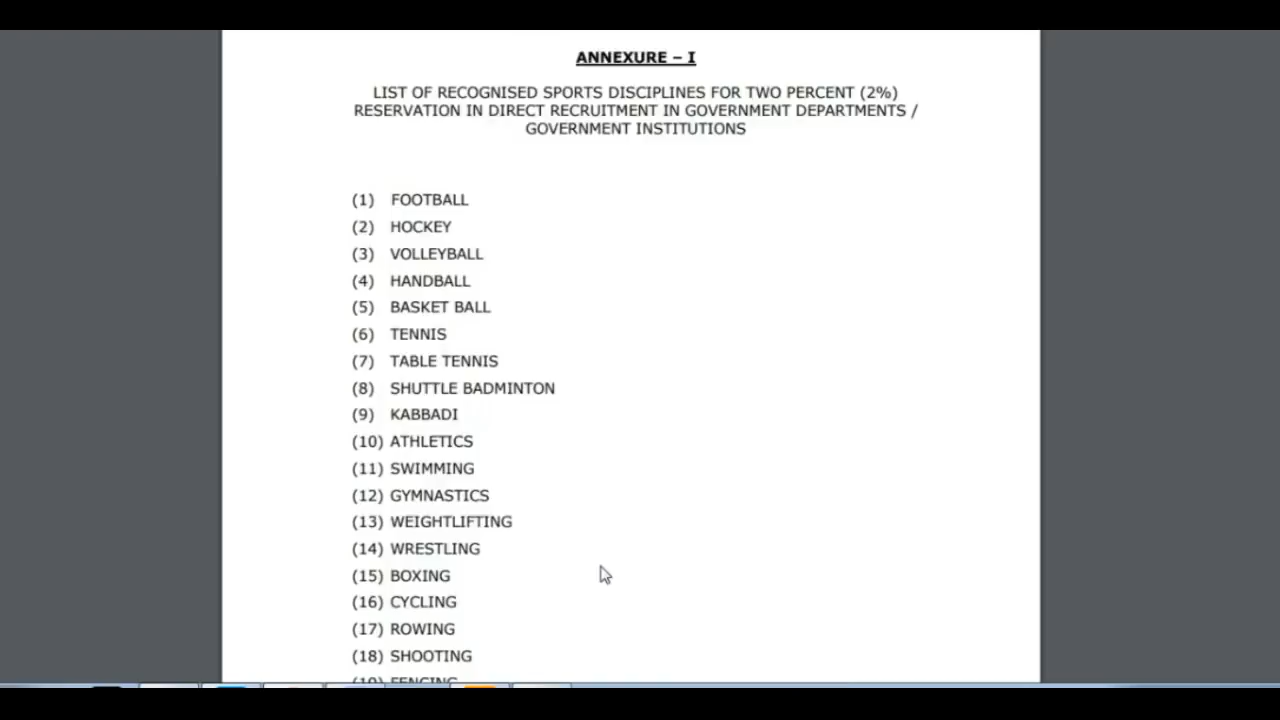 ANNEXURE – I
LIST OF RECOGNISED SPORTS DISCIPLINES FOR TWO PERCENT (2%)
RESERVATION IN DIRECT RECRUITMENT IN GOVERNMENT DEPARTMENTS /
GOVERNMENT INSTITUTIONS
(1) FOOTBALL
(2) HOCKEY
(3) VOLLEYBALL
(4) HANDBALL
(5) BASKET BALL
(6) TENNIS
(7) TABLE TENNIS
(8) SHUTTLE BADMINTON
(9) KABBADI
(10) ATHLETICS
(11) SWIMMING
(12) GYMNASTICS
(13) WEIGHTLIFTING
(14) WRESTLING
(15) BOXING
(16) CYCLING
(17) ROWING
(18) SHOOTING
(19) FENCING